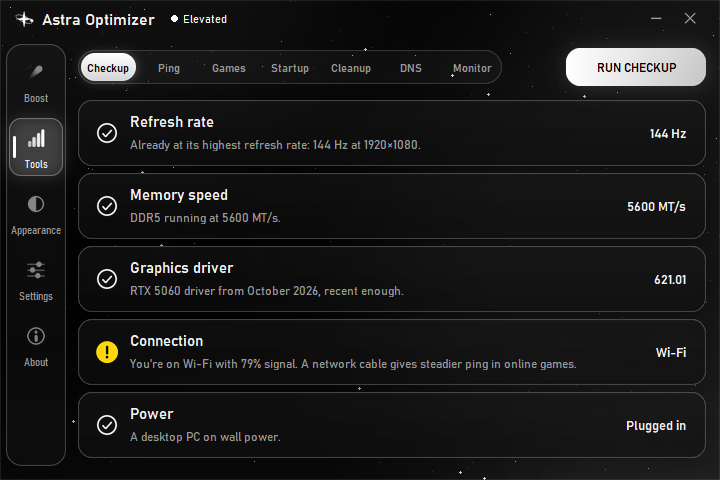 Astra Optimizer
Elevated
Boost
Tools
Appearance
Settings
About
Checkup Ping Games Startup Cleanup DNS Monitor
RUN CHECKUP
Refresh rate
Already at its highest refresh rate: 144 Hz at 1920×1080.
144 Hz
Memory speed
DDR5 running at 5600 MT/s.
5600 MT/s
Graphics driver
RTX 5060 driver from October 2026, recent enough.
621.01
Connection
You're on Wi-Fi with 79% signal. A network cable gives steadier ping in online games.
Wi-Fi
Power
A desktop PC on wall power.
Plugged in